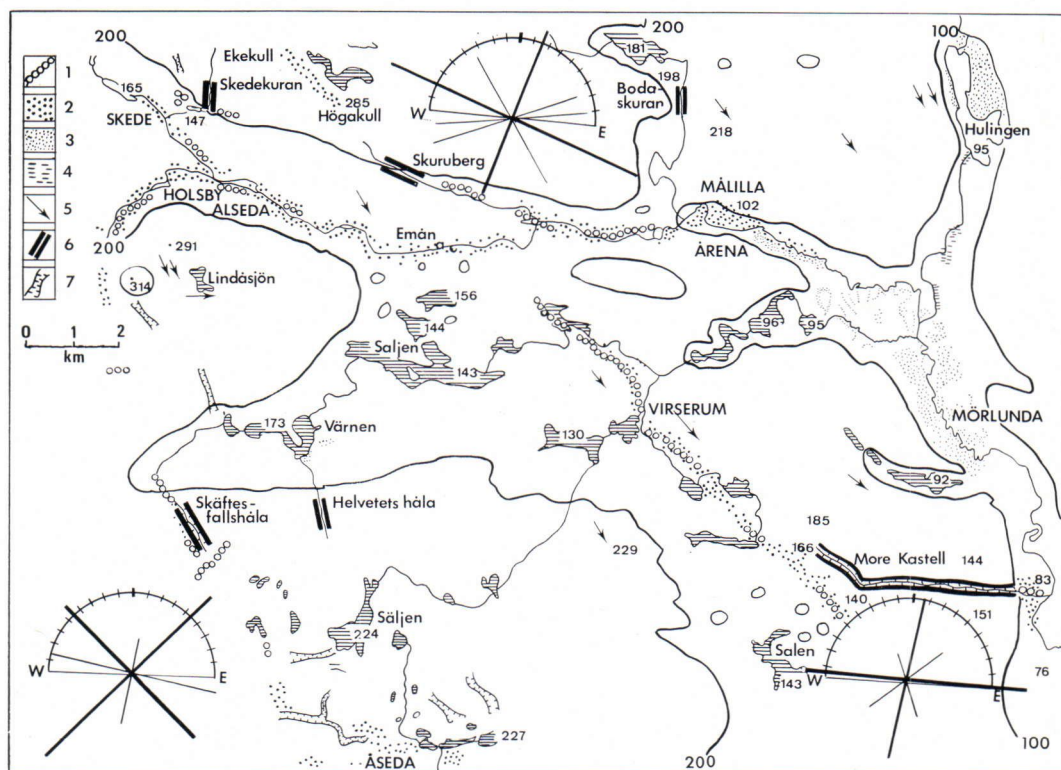 200
200
100
1
2
3
4
5
6
7
0 1 2
km
165
SKEDE
147
Ekekull
Skedekuran
285
Högakull
181
198
Boda-
skuran
218
W
E
Hulingen
95
Skuruberg
MÅLILLA
102
HOLSBY
ÄLSEDA
200
Emån
ÅRENA
291
314
Lindåsjön
156
144
Saljen
143
96
95
VIRSERUM
MÖRLUNDA
173
Värnen
130
92
Skäftes-
fallshåla
Helvetets håla
229
185
166
More Kastell
144
83
140
151
Säljen
224
Salen
143
W
E
76
W
E
227
ÅSEDA
200
100